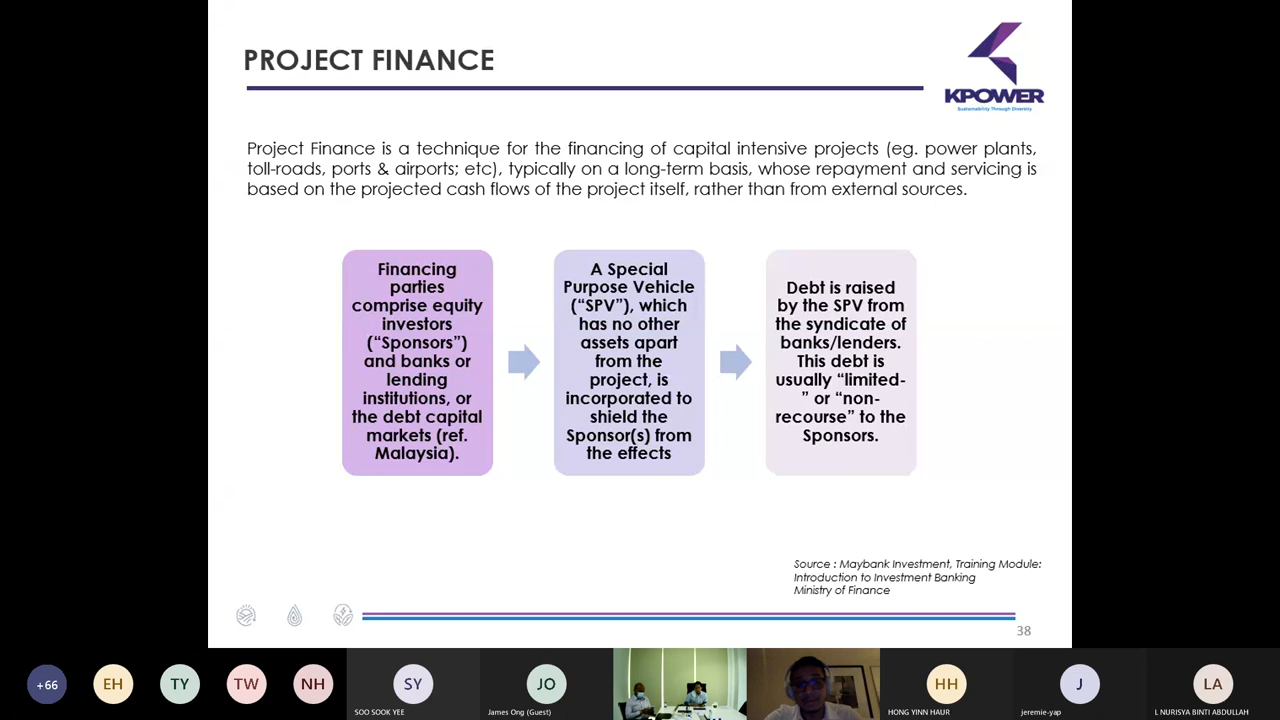 PROJECT FINANCE
KPOWER
Sustainability Through Diversity
Project Finance is a technique for the financing of capital intensive projects (eg. power plants,
toll-roads, ports & airports; etc), typically on a long-term basis, whose repayment and servicing is
based on the projected cash flows of the project itself, rather than from external sources.
Financing
parties
comprise equity
investors
(“Sponsors”)
and banks or
lending
institutions, or
the debt capital
markets (ref.
Malaysia).
A Special
Purpose Vehicle
(“SPV”), which
has no other
assets apart
from the
project, is
incorporated to
shield the
Sponsor(s) from
the effects
Debt is raised
by the SPV from
the syndicate of
banks/lenders.
This debt is
usually “limited-
” or “non-
recourse” to the
Sponsors.
Source : Maybank Investment, Training Module:
Introduction to Investment Banking
Ministry of Finance
38
+66
EH
TY
TW
NH
SY
SOO SOOK YEE
JO
James Ong (Guest)
HH
HONG YINN HAUR
J
jeremie-yap
LA
L NURISYA BINTI ABDULLAH